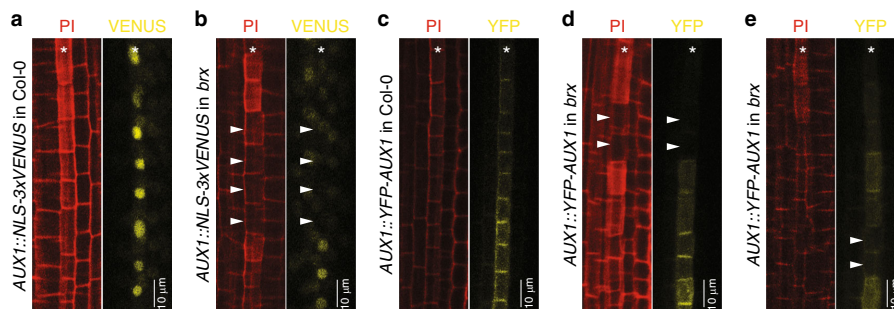 a PI VENUS
AUX1::NLS-3xVENUS in Col-0
* *
10 µm
b PI VENUS
AUX1::NLS-3xVENUS in brx
* *
10 µm
c PI YFP
AUX1::YFP-AUX1 in Col-0
* *
10 µm
d PI YFP
AUX1::YFP-AUX1 in brx
* *
10 µm
e PI YFP
AUX1::YFP-AUX1 in brx
* *
10 µm